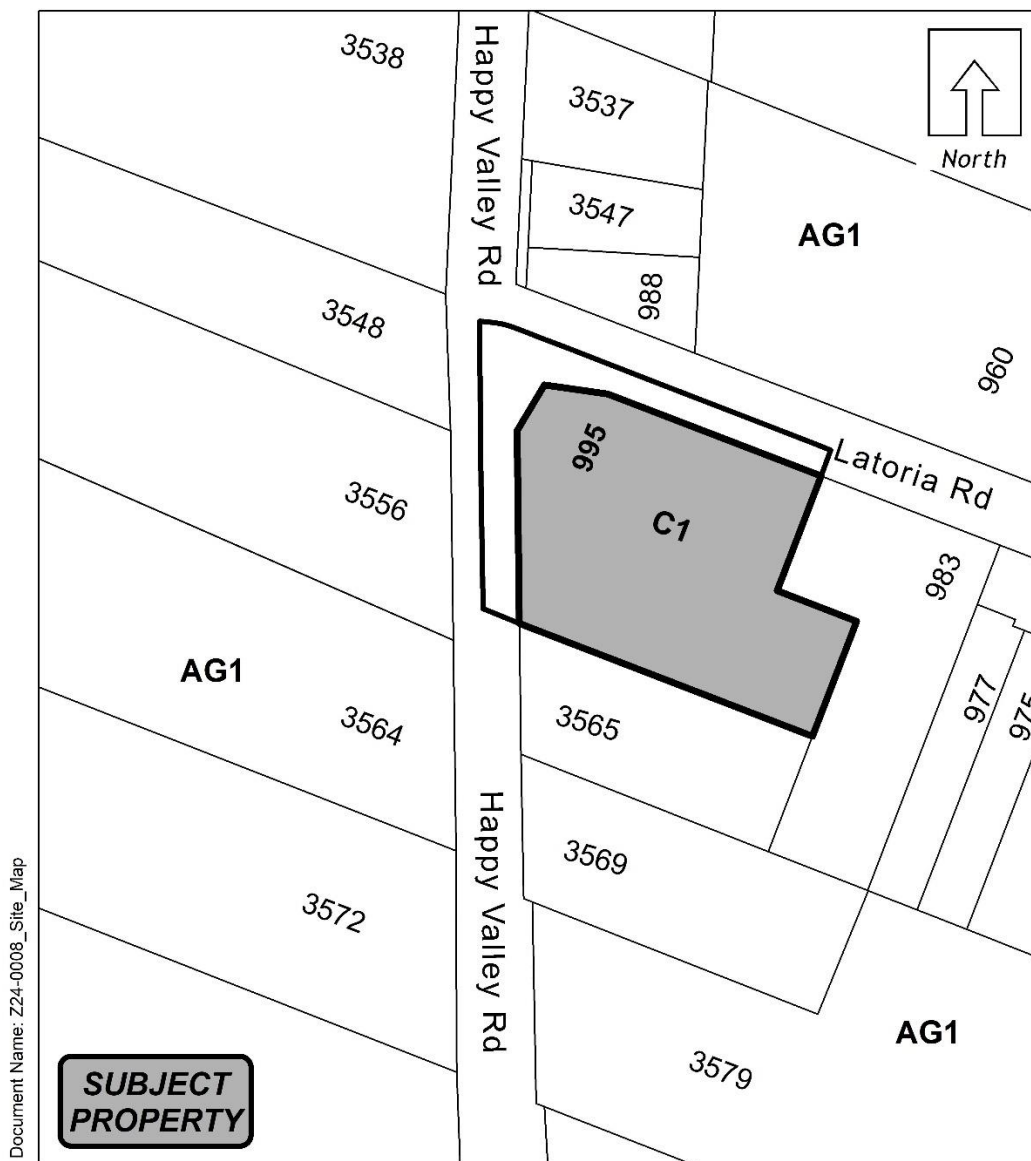 3538
Happy Valley Rd
3537
North
3547
AG1
988
3548
960
995
Latoria Rd
3556
C1
983
AG1
977
975
3564
3565
Happy Valley Rd
3569
3572
AG1
3579
SUBJECT
PROPERTY
Document Name: Z24-0008_Site_Map